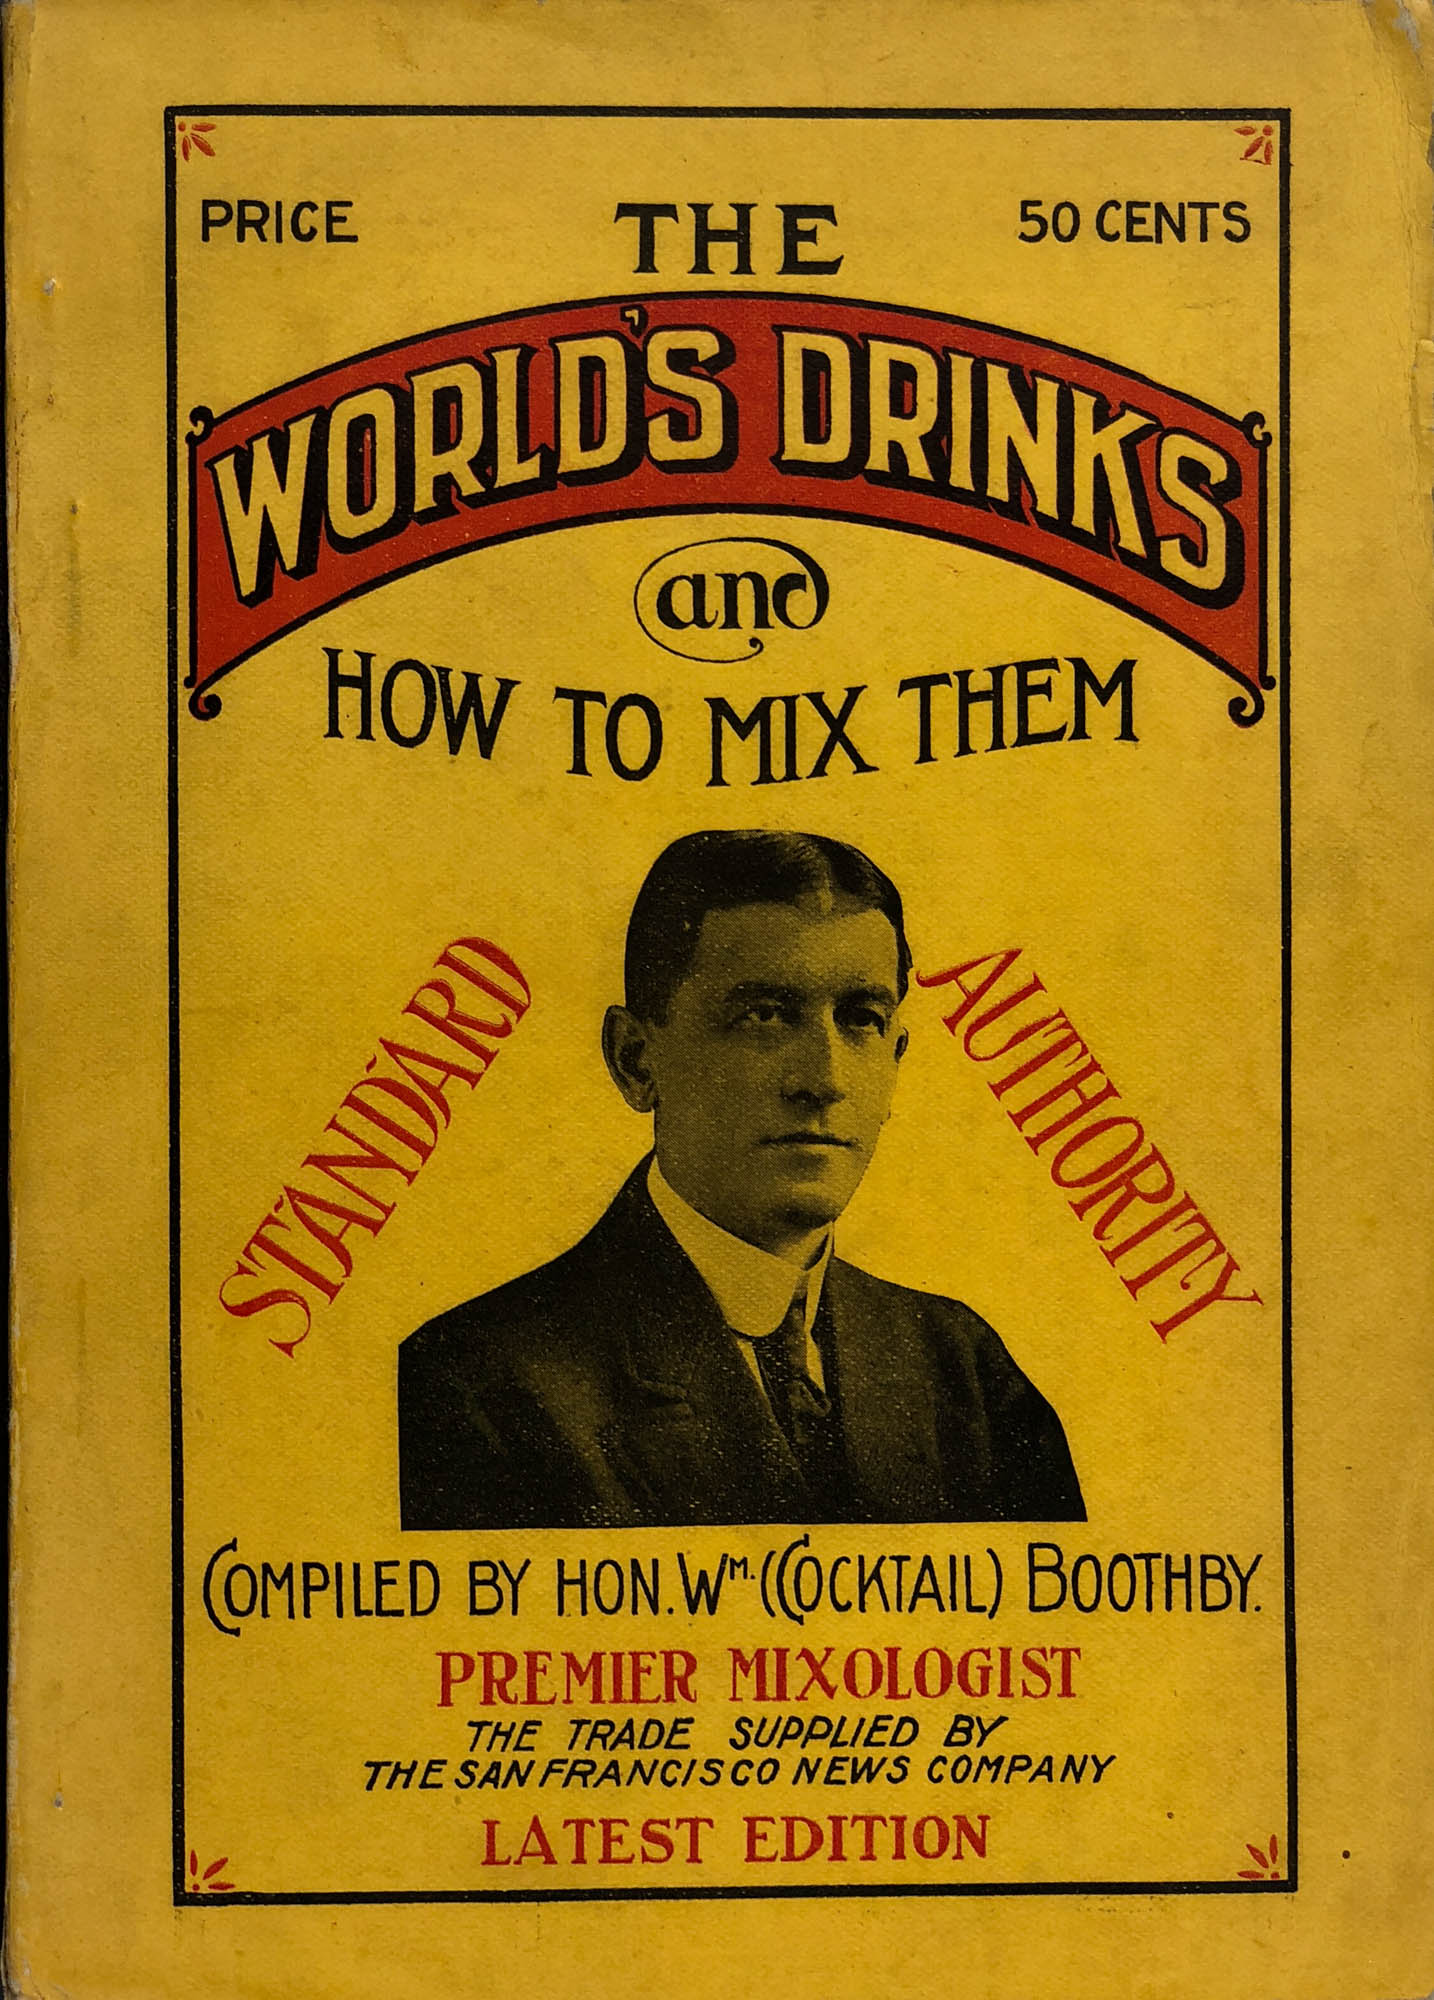 PRICE
THE
50 CENTS
WORLD'S DRINKS
and
HOW TO MIX THEM
STANDARD
AUTHORITY
COMPILED BY HON. WM. (COCKTAIL) BOOTHBY.
PREMIER MIXOLOGIST
THE TRADE SUPPLIED BY
THE SAN FRANCISCO NEWS COMPANY
LATEST EDITION